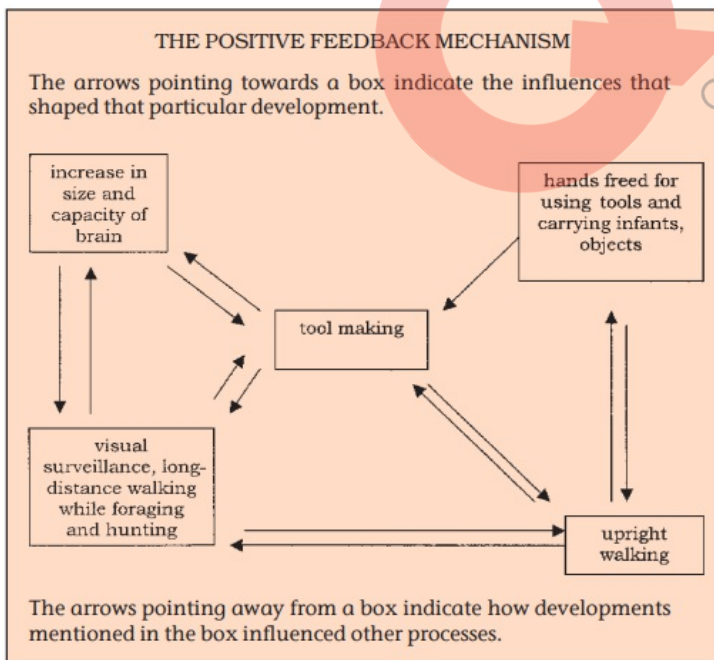 THE POSITIVE FEEDBACK MECHANISM
The arrows pointing towards a box indicate the influences that
shaped that particular development.
increase in
size and
capacity of
brain
hands freed for
using tools and
carrying infants,
objects
tool making
visual
surveillance, long-
distance walking
while foraging
and hunting
upright
walking
The arrows pointing away from a box indicate how developments
mentioned in the box influenced other processes.